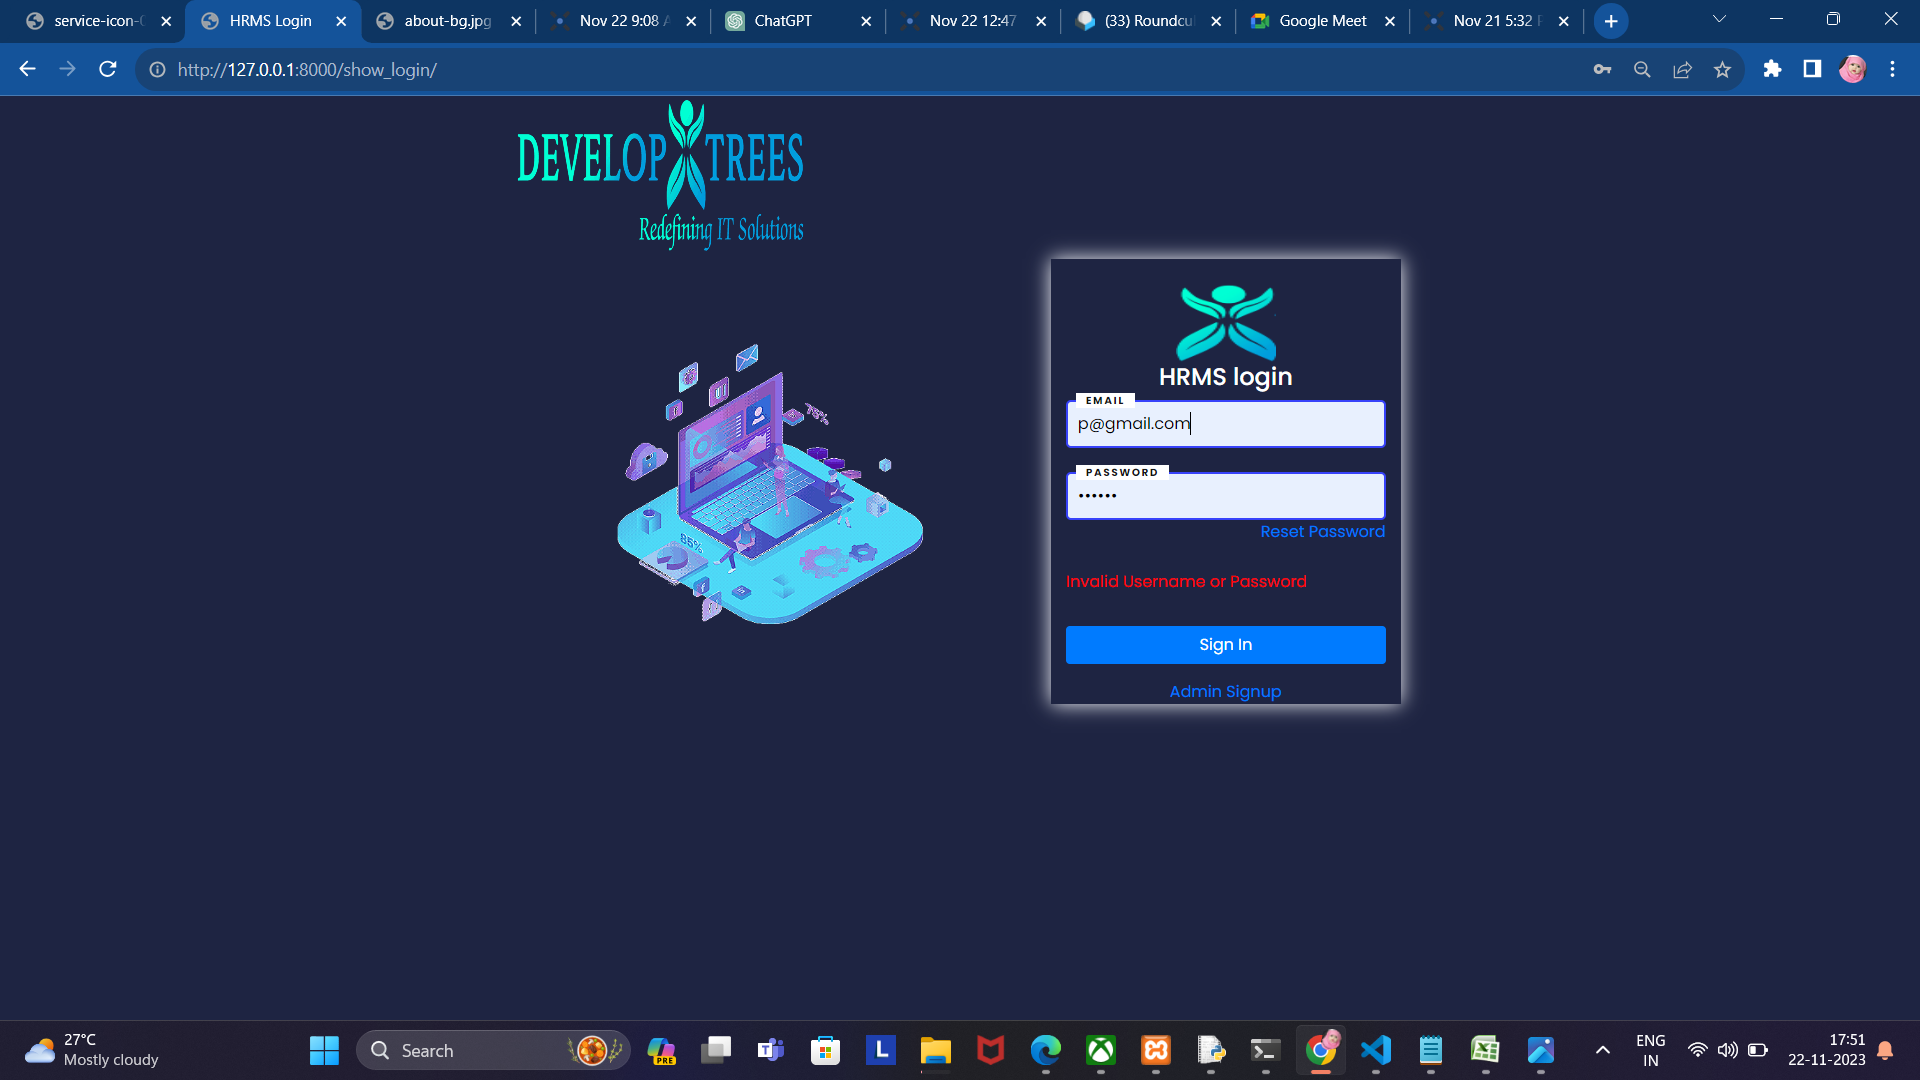 service-icon-
HRMS Login
about-bg.jpg
Nov 22 9:08
ChatGPT
Nov 22 12:47
(33) Roundcu
Google Meet
Nov 21 5:32
http://127.0.0.1:8000/show_login/
DEVELOP TREES
Redefining IT Solutions
75%
85%
HRMS login
EMAIL
p@gmail.com
PASSWORD
••••••
Reset Password
Invalid Username or Password
Sign In
Admin Signup
27°C
Mostly cloudy
Search
PRE
L
ENG
IN
17:51
22-11-2023